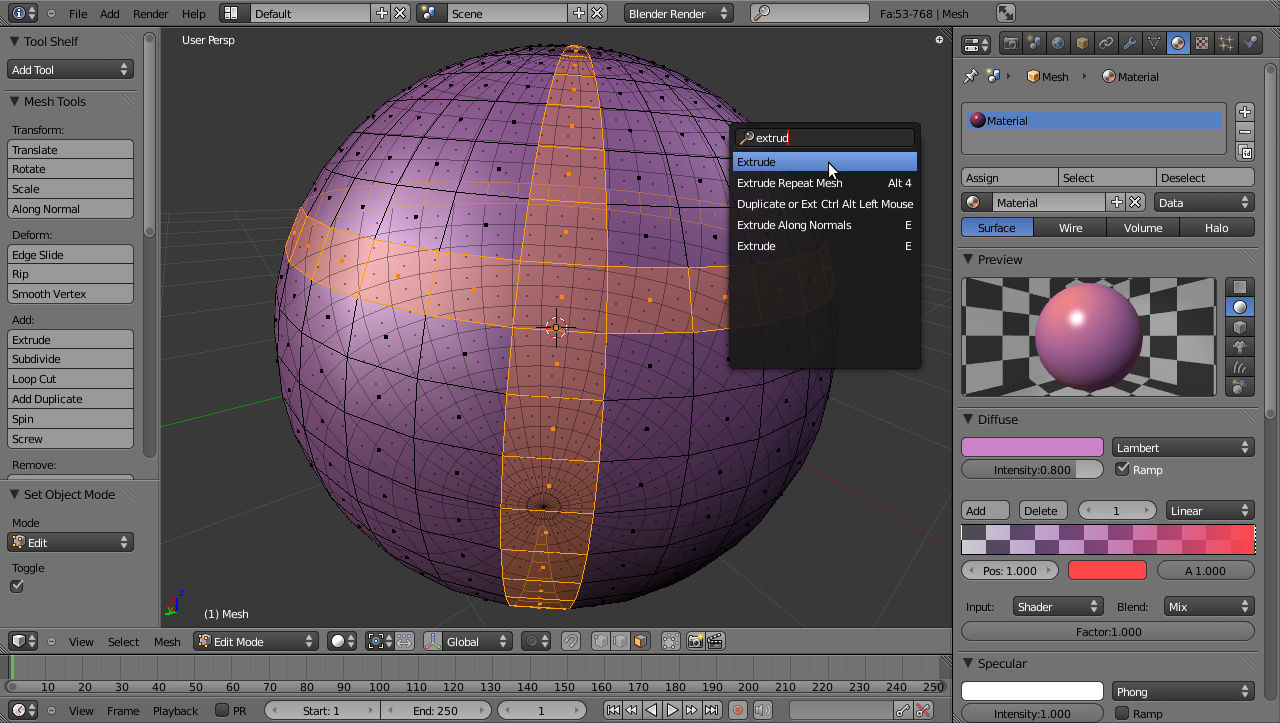 File Add Render Help Default Scene Blender Render Fa:53-768 | Mesh
Tool Shelf
Add Tool
Mesh Tools
Transform:
Translate
Rotate
Scale
Along Normal
Deform:
Edge Slide
Rip
Smooth Vertex
Add:
Extrude
Subdivide
Loop Cut
Add Duplicate
Spin
Screw
Remove:
Set Object Mode
Mode
Edit
Toggle
User Persp
extrud
Extrude
Extrude Repeat Mesh Alt 4
Duplicate or Ext Ctrl Alt Left Mouse
Extrude Along Normals E
Extrude E
z
y
(1) Mesh
View Select Mesh Edit Mode Global
10 20 30 40 50 60 70 80 90 100 110 120 130 140 150 160 170 180 190 200 210 220 230 240 250
View Frame Playback PR Start: 1 End: 250 1
Mesh Material
Material
Assign Select Deselect
Material Data
Surface Wire Volume Halo
Preview
Diffuse
Lambert
Intensity:0.800 Ramp
Add Delete 1 Linear
Pos: 1.000 A 1.000
Input: Shader Blend: Mix
Factor:1.000
Specular
Phong
Intensity:1.000 Ramp